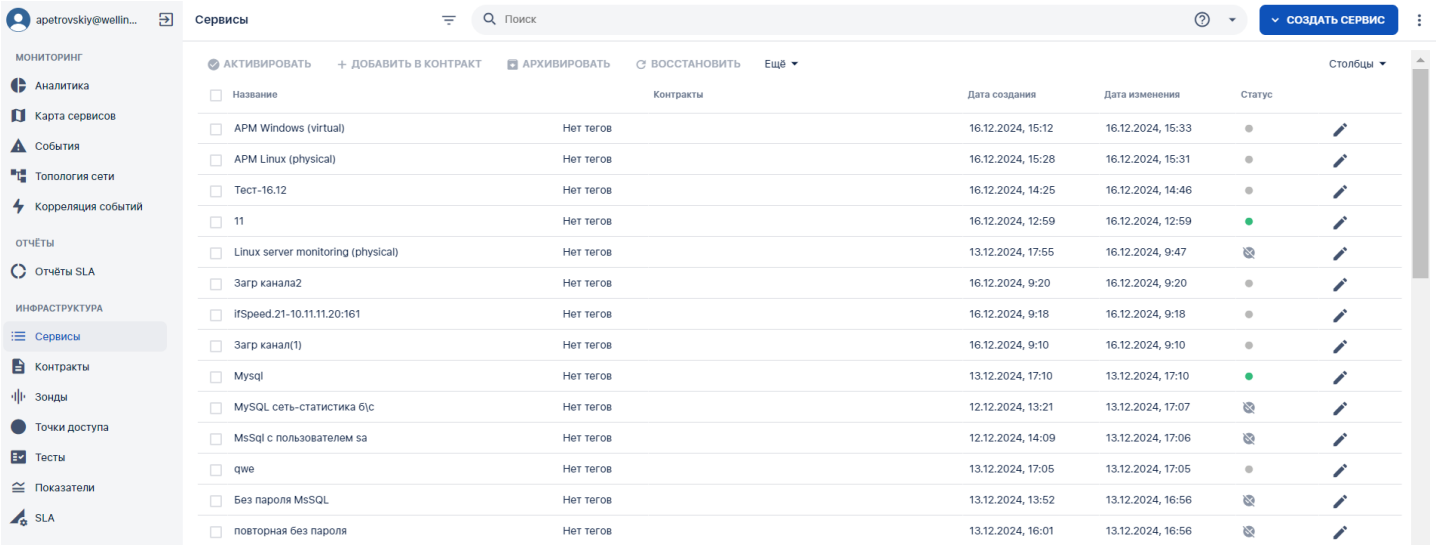 apetrovskiy@wellin... Сервисы Поиск СОЗДАТЬ СЕРВИС
МОНИТОРИНГ
Аналитика
Карта сервисов
События
Топология сети
Корреляция событий
ОТЧЁТЫ
Отчёты SLA
ИНФРАСТРУКТУРА
Сервисы
Контракты
Зонды
Точки доступа
Тесты
Показатели
SLA
АКТИВИРОВАТЬ + ДОБАВИТЬ В КОНТРАКТ АРХИВИРОВАТЬ ВОССТАНОВИТЬ Ещё Столбцы
Название Контракты Дата создания Дата изменения Статус
АРМ Windows (virtual) Нет тегов 16.12.2024, 15:12 16.12.2024, 15:33
АРМ Linux (physical) Нет тегов 16.12.2024, 15:28 16.12.2024, 15:31
Тест-16.12 Нет тегов 16.12.2024, 14:25 16.12.2024, 14:46
11 Нет тегов 16.12.2024, 12:59 16.12.2024, 12:59
Linux server monitoring (physical) Нет тегов 13.12.2024, 17:55 16.12.2024, 9:47
Загр канала2 Нет тегов 16.12.2024, 9:20 16.12.2024, 9:20
ifSpeed.21-10.11.11.20:161 Нет тегов 16.12.2024, 9:18 16.12.2024, 9:18
Загр канал(1) Нет тегов 16.12.2024, 9:10 16.12.2024, 9:10
Mysql Нет тегов 13.12.2024, 17:10 13.12.2024, 17:10
MySQL сеть-статистика б\с Нет тегов 12.12.2024, 13:21 13.12.2024, 17:07
MsSql с пользователем sa Нет тегов 12.12.2024, 14:09 13.12.2024, 17:06
qwe Нет тегов 13.12.2024, 17:05 13.12.2024, 17:05
Без пароля MsSQL Нет тегов 13.12.2024, 13:52 13.12.2024, 16:56
повторная без пароля Нет тегов 13.12.2024, 16:01 13.12.2024, 16:56